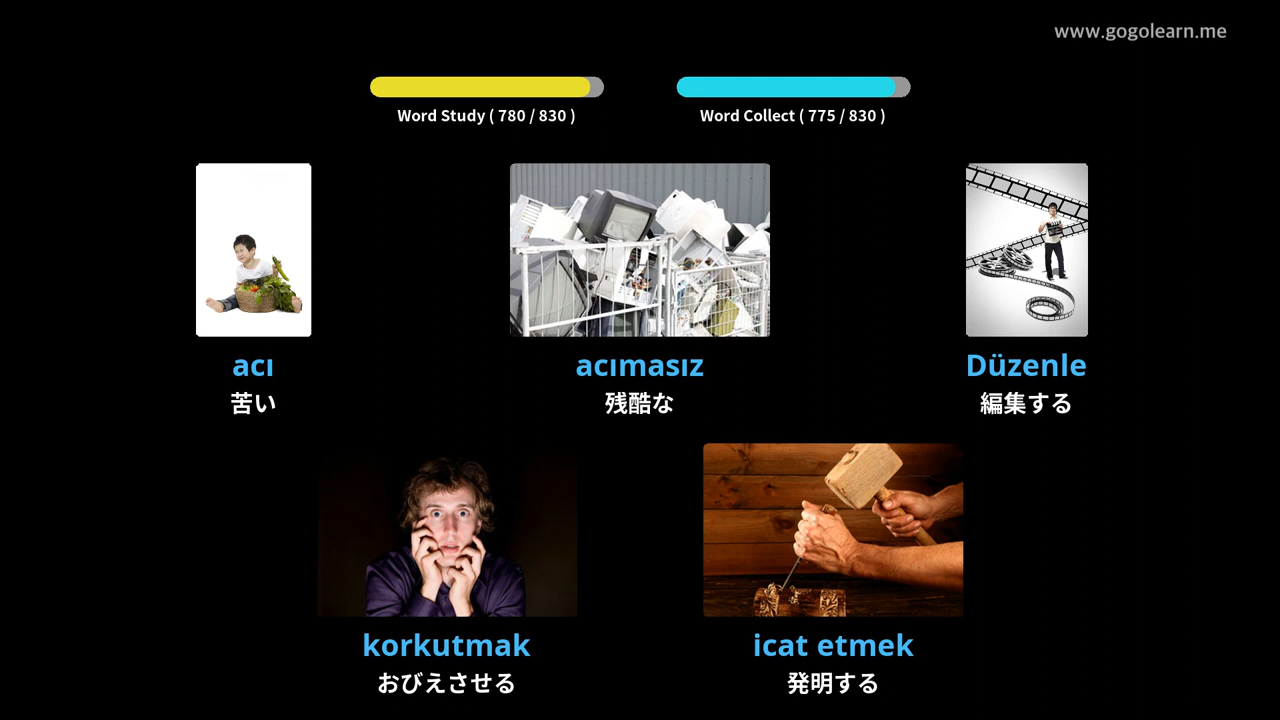 www.gogolearn.me
Word Study ( 780 / 830 )
Word Collect ( 775 / 830 )
acı
苦い
acımasız
残酷な
Düzenle
編集する
korkutmak
おびえさせる
icat etmek
発明する